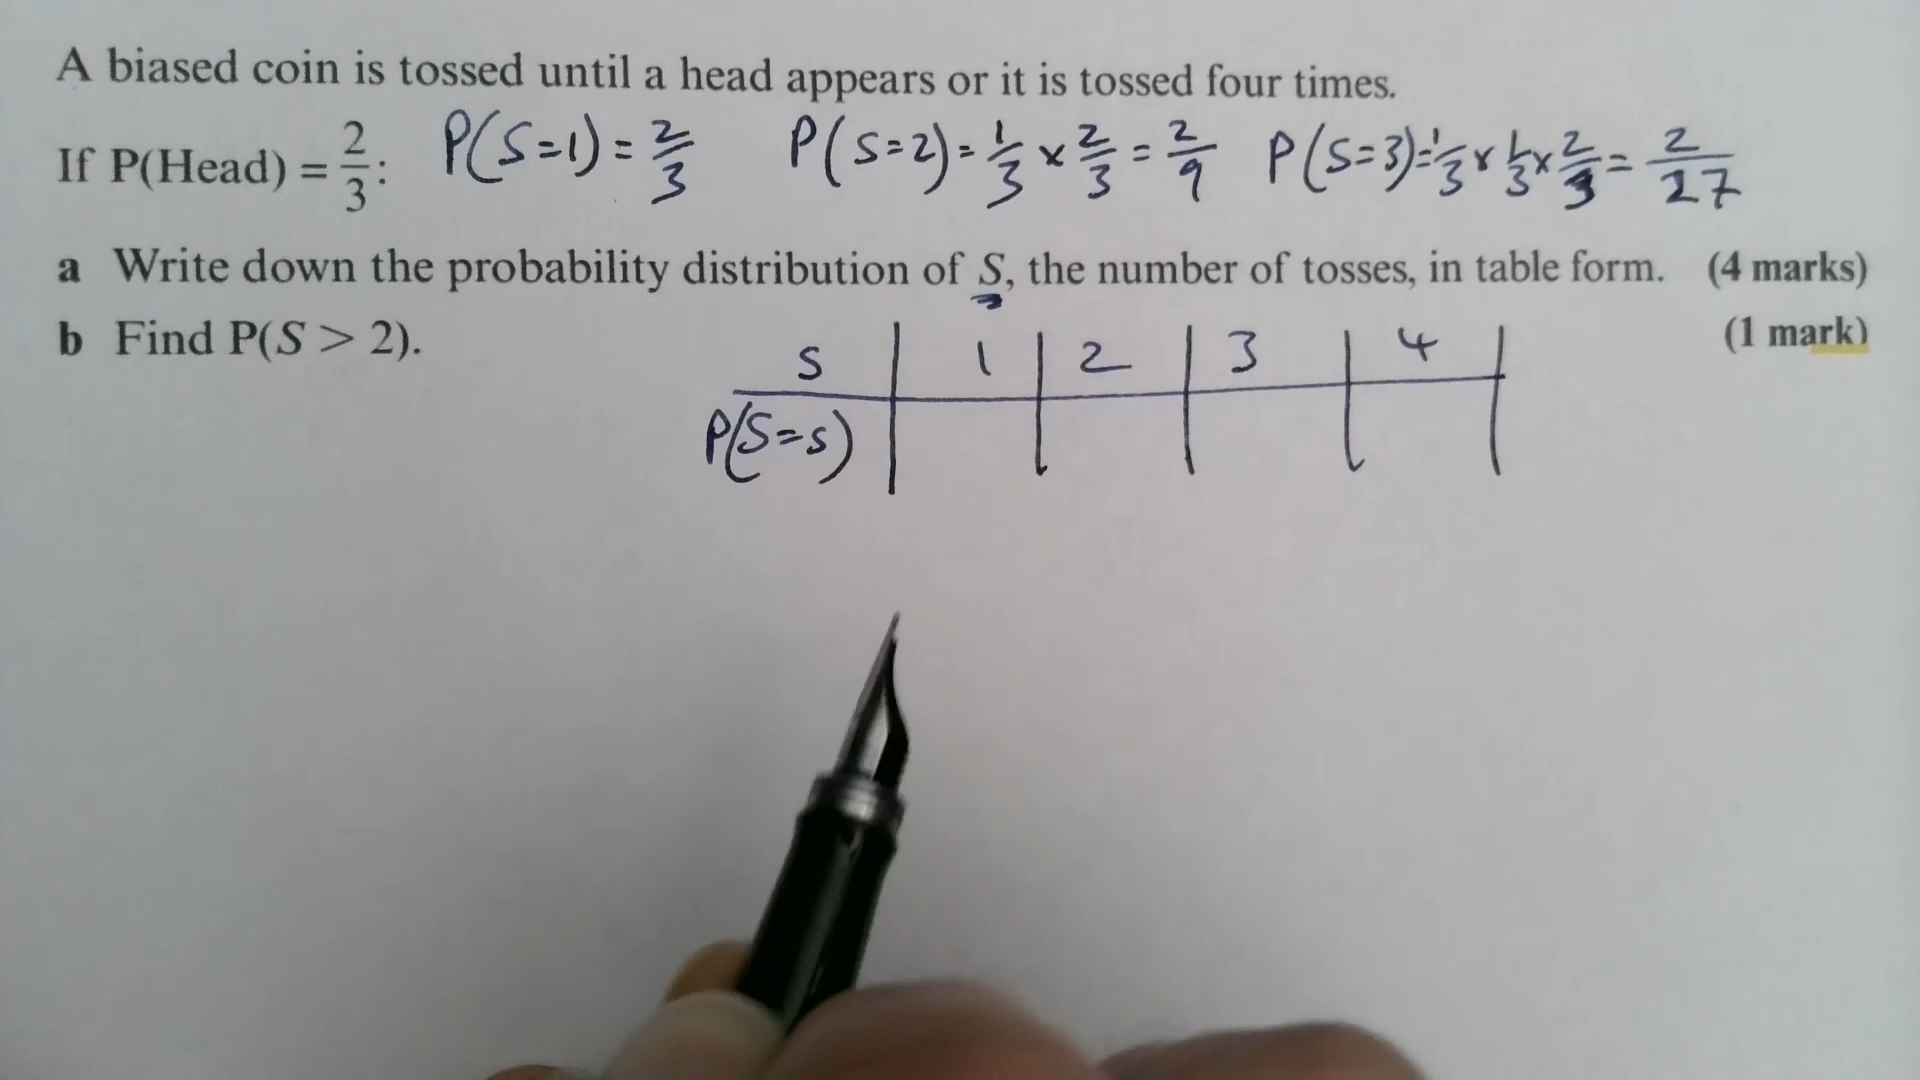 A biased coin is tossed until a head appears or it is tossed four times.
If P(Head) = 2/3: P(S=1) = 2/3 P(S=2) = 1/3 × 2/3 = 2/9 P(S=3) = 1/3 × 1/3 × 2/3 = 2/27
a Write down the probability distribution of S, the number of tosses, in table form. (4 marks)
b Find P(S > 2). (1 mark)
s 1 2 3 4
P(S=s)